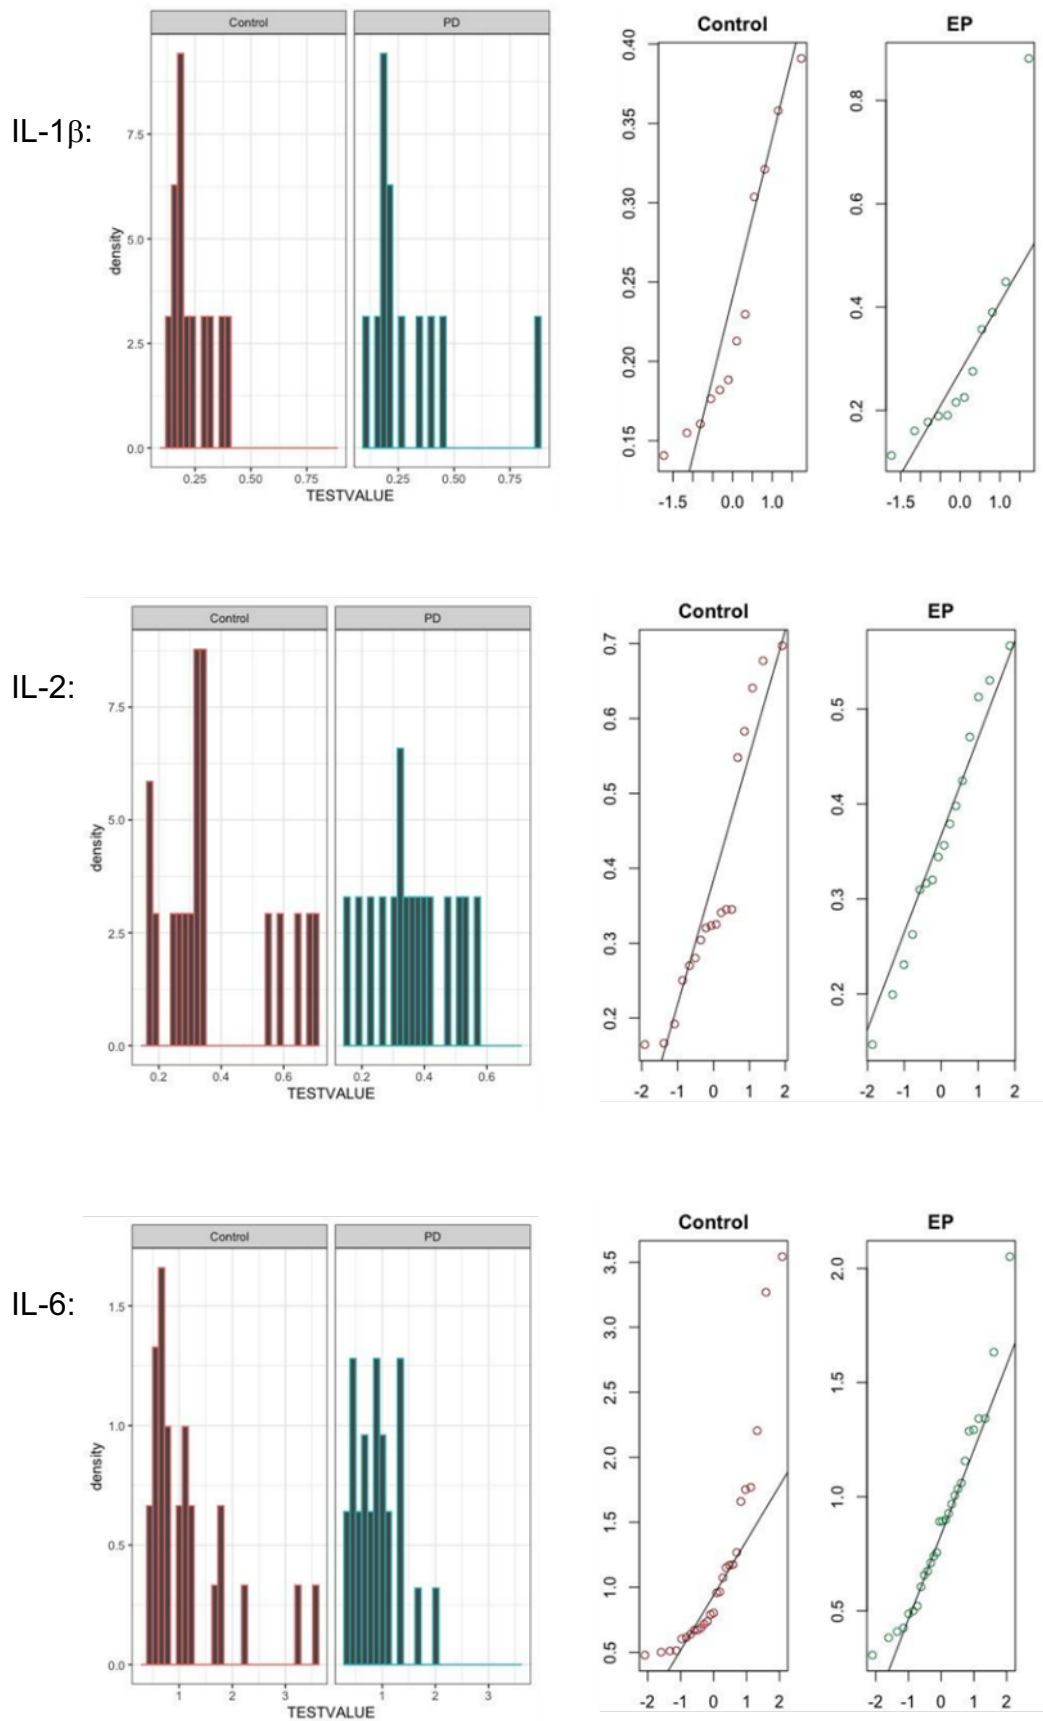 Control PD
IL-1β:
density
7.5
5.0
2.5
0.0
0.25 0.50 0.75 0.25 0.50 0.75
TESTVALUE
Control EP
0.40
0.35
0.30
0.25
0.20
0.15
-1.5 0.0 1.0
0.8
0.6
0.4
0.2
-1.5 0.0 1.0
Control PD
IL-2:
density
7.5
5.0
2.5
0.0
0.2 0.4 0.6 0.2 0.4 0.6
TESTVALUE
Control EP
0.7
0.6
0.5
0.4
0.3
0.2
-2 -1 0 1 2
0.5
0.4
0.3
0.2
-2 -1 0 1 2
Control PD
IL-6:
density
1.5
1.0
0.5
0.0
1 2 3 1 2 3
TESTVALUE
Control EP
3.5
3.0
2.5
2.0
1.5
1.0
0.5
-2 -1 0 1 2
2.0
1.5
1.0
0.5
-2 -1 0 1 2